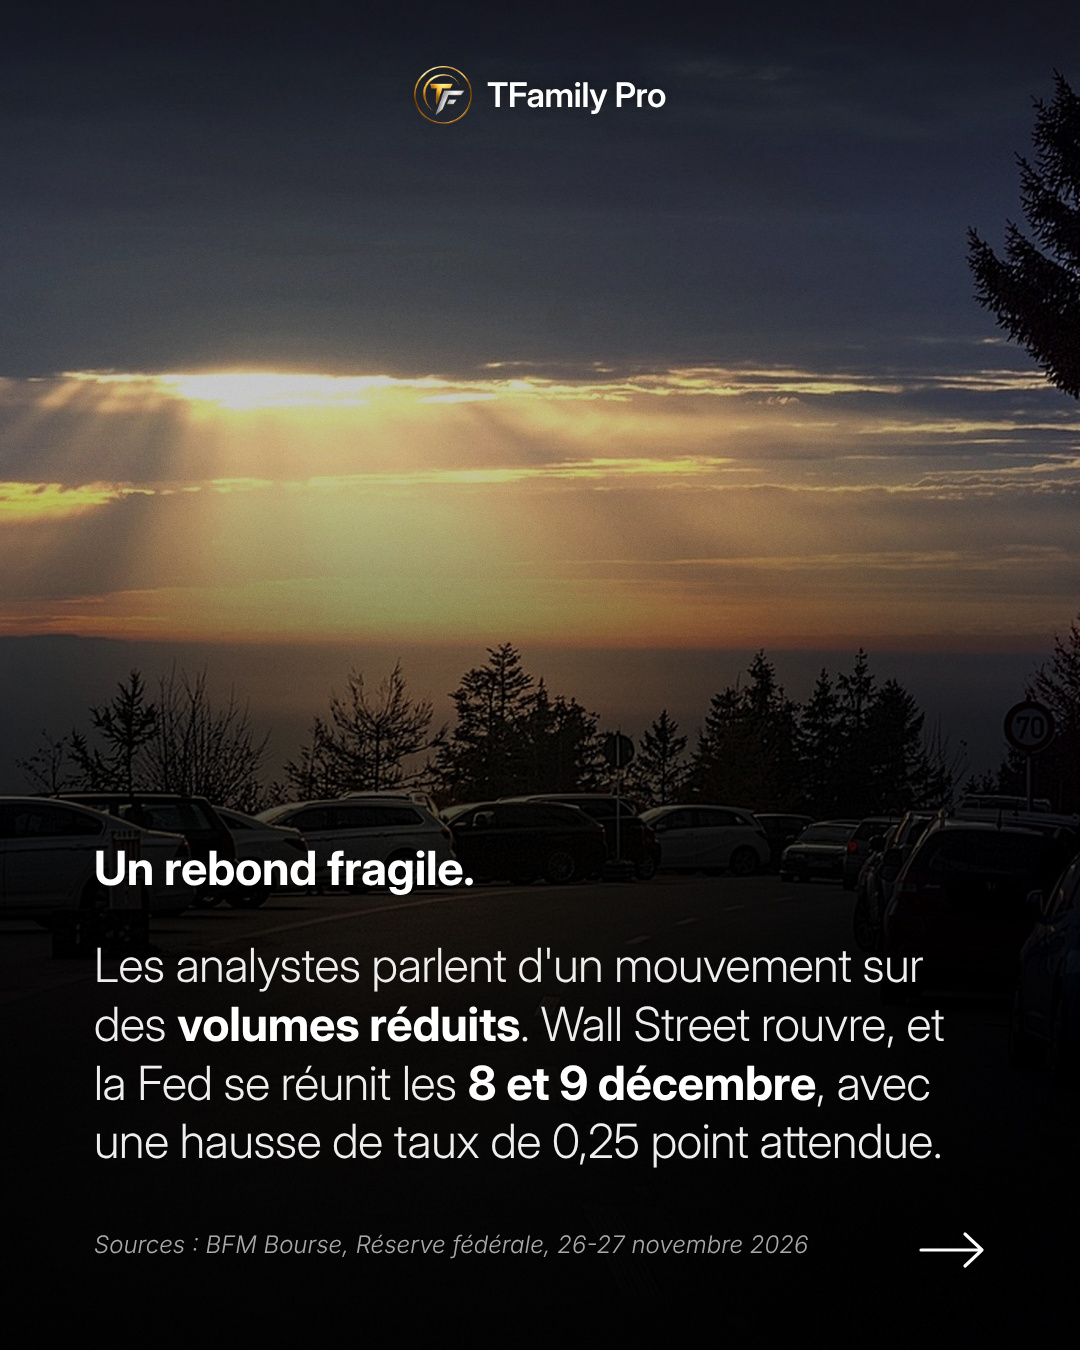 TF TFamily Pro
70
Un rebond fragile.
Les analystes parlent d'un mouvement sur
des volumes réduits. Wall Street rouvre, et
la Fed se réunit les 8 et 9 décembre, avec
une hausse de taux de 0,25 point attendue.
Sources : BFM Bourse, Réserve fédérale, 26-27 novembre 2026